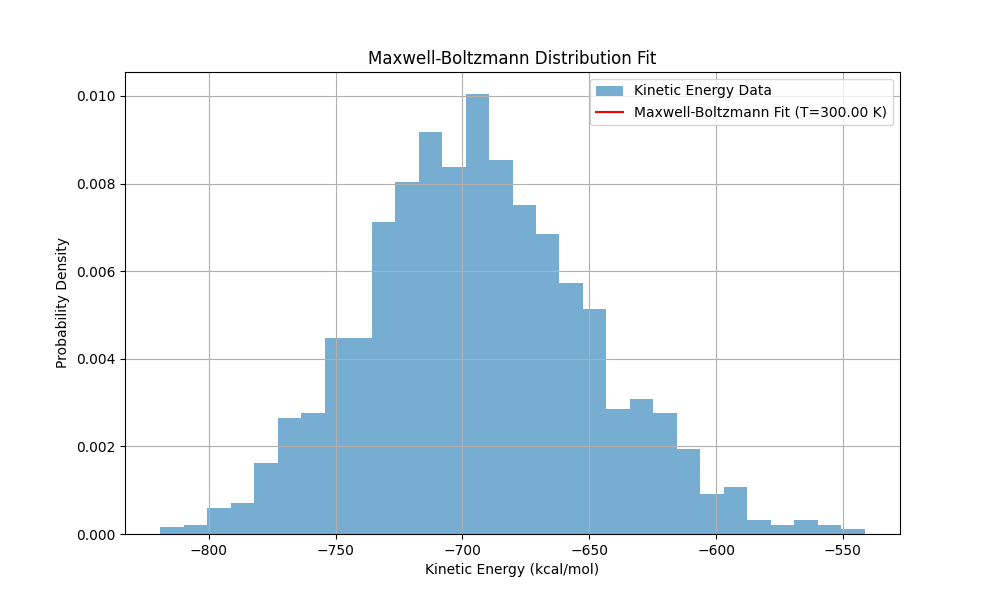 Maxwell-Boltzmann Distribution Fit
Kinetic Energy Data
Maxwell-Boltzmann Fit (T=300.00 K)
Probability Density
0.010
0.008
0.006
0.004
0.002
0.000
−800
−750
−700
−650
−600
−550
Kinetic Energy (kcal/mol)